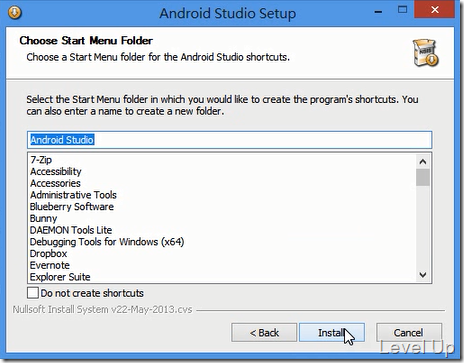 Android Studio Setup
Choose Start Menu Folder
Choose a Start Menu folder for the Android Studio shortcuts.
Select the Start Menu folder in which you would like to create the program's shortcuts. You
can also enter a name to create a new folder.
Android Studio
7-Zip
Accessibility
Accessories
Administrative Tools
Blueberry Software
Bunny
DAEMON Tools Lite
Debugging Tools for Windows (x64)
Dropbox
Evernote
Explorer Suite
Do not create shortcuts
Nullsoft Install System v22-May-2013.cvs
< Back
Install
Cancel
Level Up